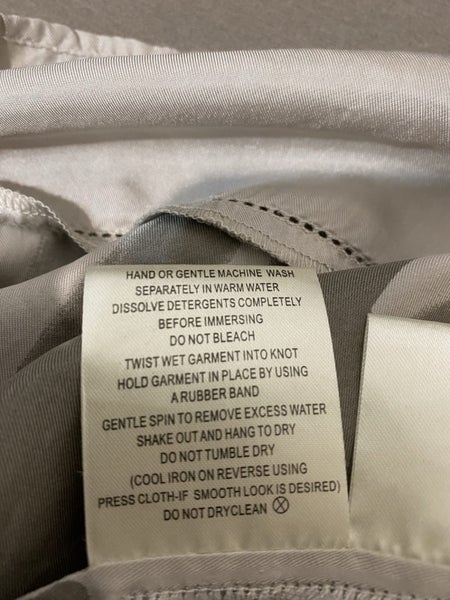 HAND OR GENTLE MACHINE WASH
SEPARATELY IN WARM WATER
DISSOLVE DETERGENTS COMPLETELY
BEFORE IMMERSING
DO NOT BLEACH
TWIST WET GARMENT INTO KNOT
HOLD GARMENT IN PLACE BY USING
A RUBBER BAND
GENTLE SPIN TO REMOVE EXCESS WATER
SHAKE OUT AND HANG TO DRY
DO NOT TUMBLE DRY
(COOL IRON ON REVERSE USING
PRESS CLOTH-IF SMOOTH LOOK IS DESIRED)
DO NOT DRYCLEAN